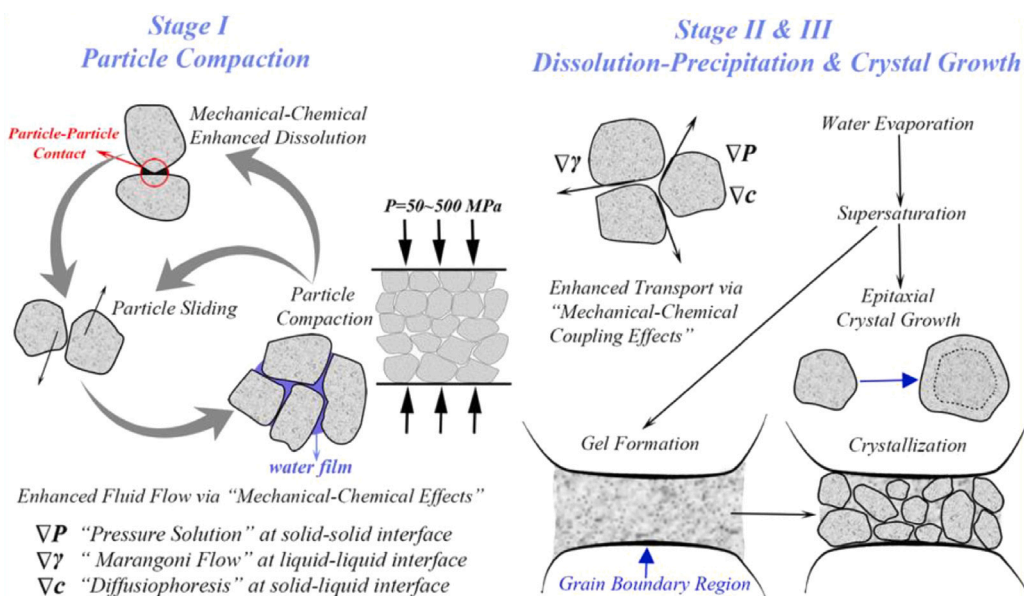 Stage I
Particle Compaction
Mechanical-Chemical
Enhanced Dissolution
Particle-Particle
Contact
P=50~500 MPa
Particle Sliding
Particle
Compaction
water film
Enhanced Fluid Flow via “Mechanical-Chemical Effects”
∇P “Pressure Solution” at solid-solid interface
∇γ “ Marangoni Flow” at liquid-liquid interface
∇c “Diffusiophoresis” at solid-liquid interface
Stage II & III
Dissolution-Precipitation & Crystal Growth
∇γ
∇P
∇c
Enhanced Transport via
“Mechanical-Chemical
Coupling Effects”
Water Evaporation
Supersaturation
Epitaxial
Crystal Growth
Gel Formation
Crystallization
Grain Boundary Region